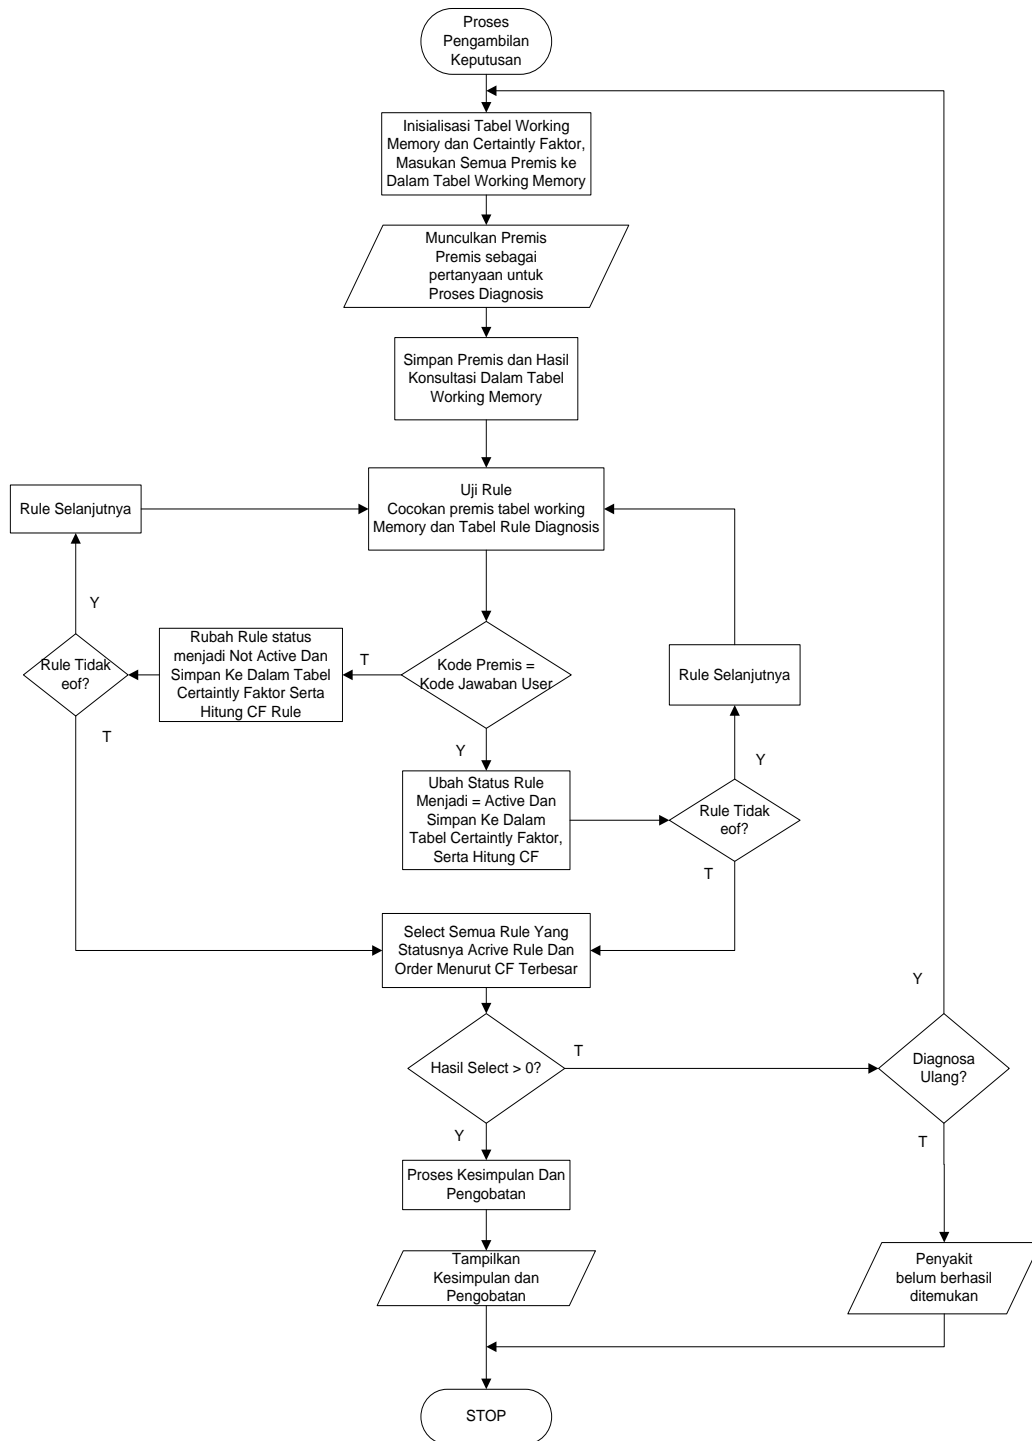 Proses
Pengambilan
Keputusan
Inisialisasi Tabel Working
Memory dan Certaintly Faktor,
Masukan Semua Premis ke
Dalam Tabel Working Memory
Munculkan Premis
Premis sebagai
pertanyaan untuk
Proses Diagnosis
Simpan Premis dan Hasil
Konsultasi Dalam Tabel
Working Memory
Uji Rule
Cocokan premis tabel working
Memory dan Tabel Rule Diagnosis
Rule Selanjutnya
Y
Rule Tidak
eof?
T
Rubah Rule status
menjadi Not Active Dan
Simpan Ke Dalam Tabel
Certaintly Faktor Serta
Hitung CF Rule
T
Kode Premis =
Kode Jawaban User
Y
Rule Selanjutnya
Y
Ubah Status Rule
Menjadi = Active Dan
Simpan Ke Dalam
Tabel Certaintly Faktor,
Serta Hitung CF
Rule Tidak
eof?
T
Select Semua Rule Yang
Statusnya Acrive Rule Dan
Order Menurut CF Terbesar
Hasil Select > 0?
T
Y
Diagnosa
Ulang?
Y
T
Proses Kesimpulan Dan
Pengobatan
Tampilkan
Kesimpulan dan
Pengobatan
Penyakit
belum berhasil
ditemukan
STOP